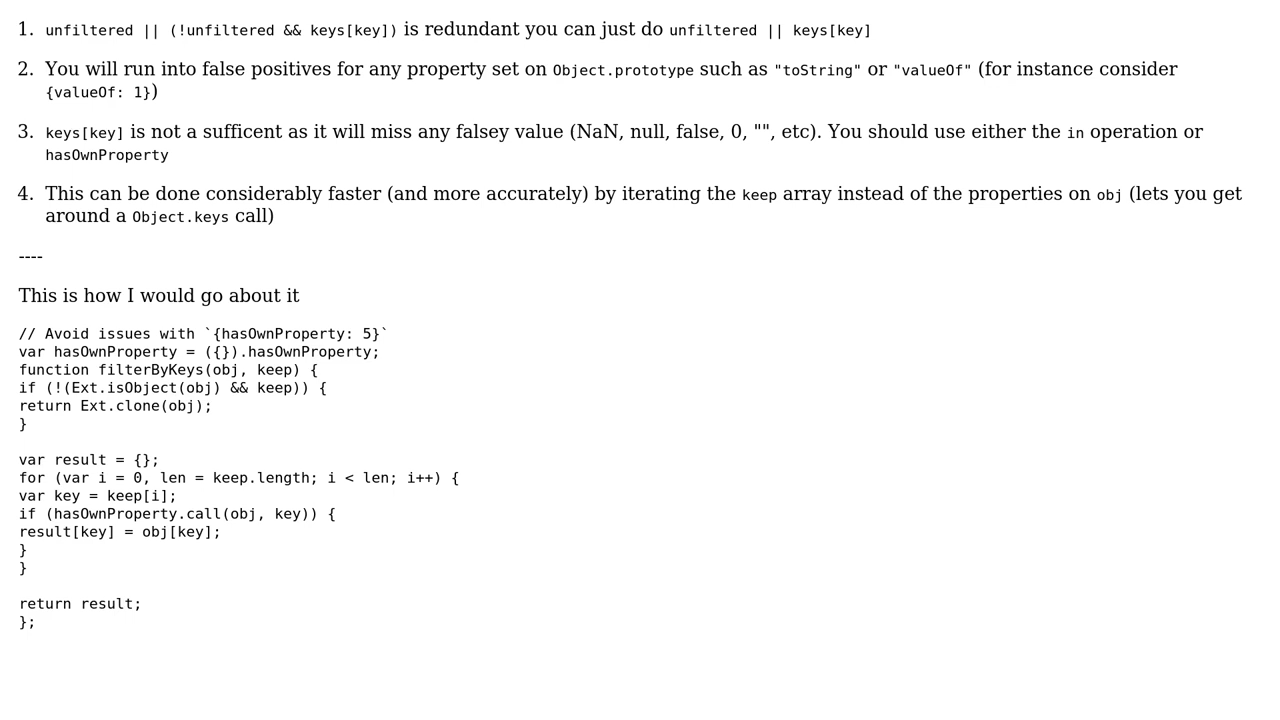 1. unfiltered || (!unfiltered && keys[key]) is redundant you can just do unfiltered || keys[key]
2. You will run into false positives for any property set on Object.prototype such as "toString" or "valueOf" (for instance consider
{valueOf: 1})
3. keys[key] is not a sufficent as it will miss any falsey value (NaN, null, false, 0, "", etc). You should use either the in operation or
hasOwnProperty
4. This can be done considerably faster (and more accurately) by iterating the keep array instead of the properties on obj (lets you get
around a Object.keys call)
----
This is how I would go about it
// Avoid issues with `{hasOwnProperty: 5}`
var hasOwnProperty = ({}).hasOwnProperty;
function filterByKeys(obj, keep) {
if (!(Ext.isObject(obj) && keep)) {
return Ext.clone(obj);
}
var result = {};
for (var i = 0, len = keep.length; i < len; i++) {
var key = keep[i];
if (hasOwnProperty.call(obj, key)) {
result[key] = obj[key];
}
}
return result;
};